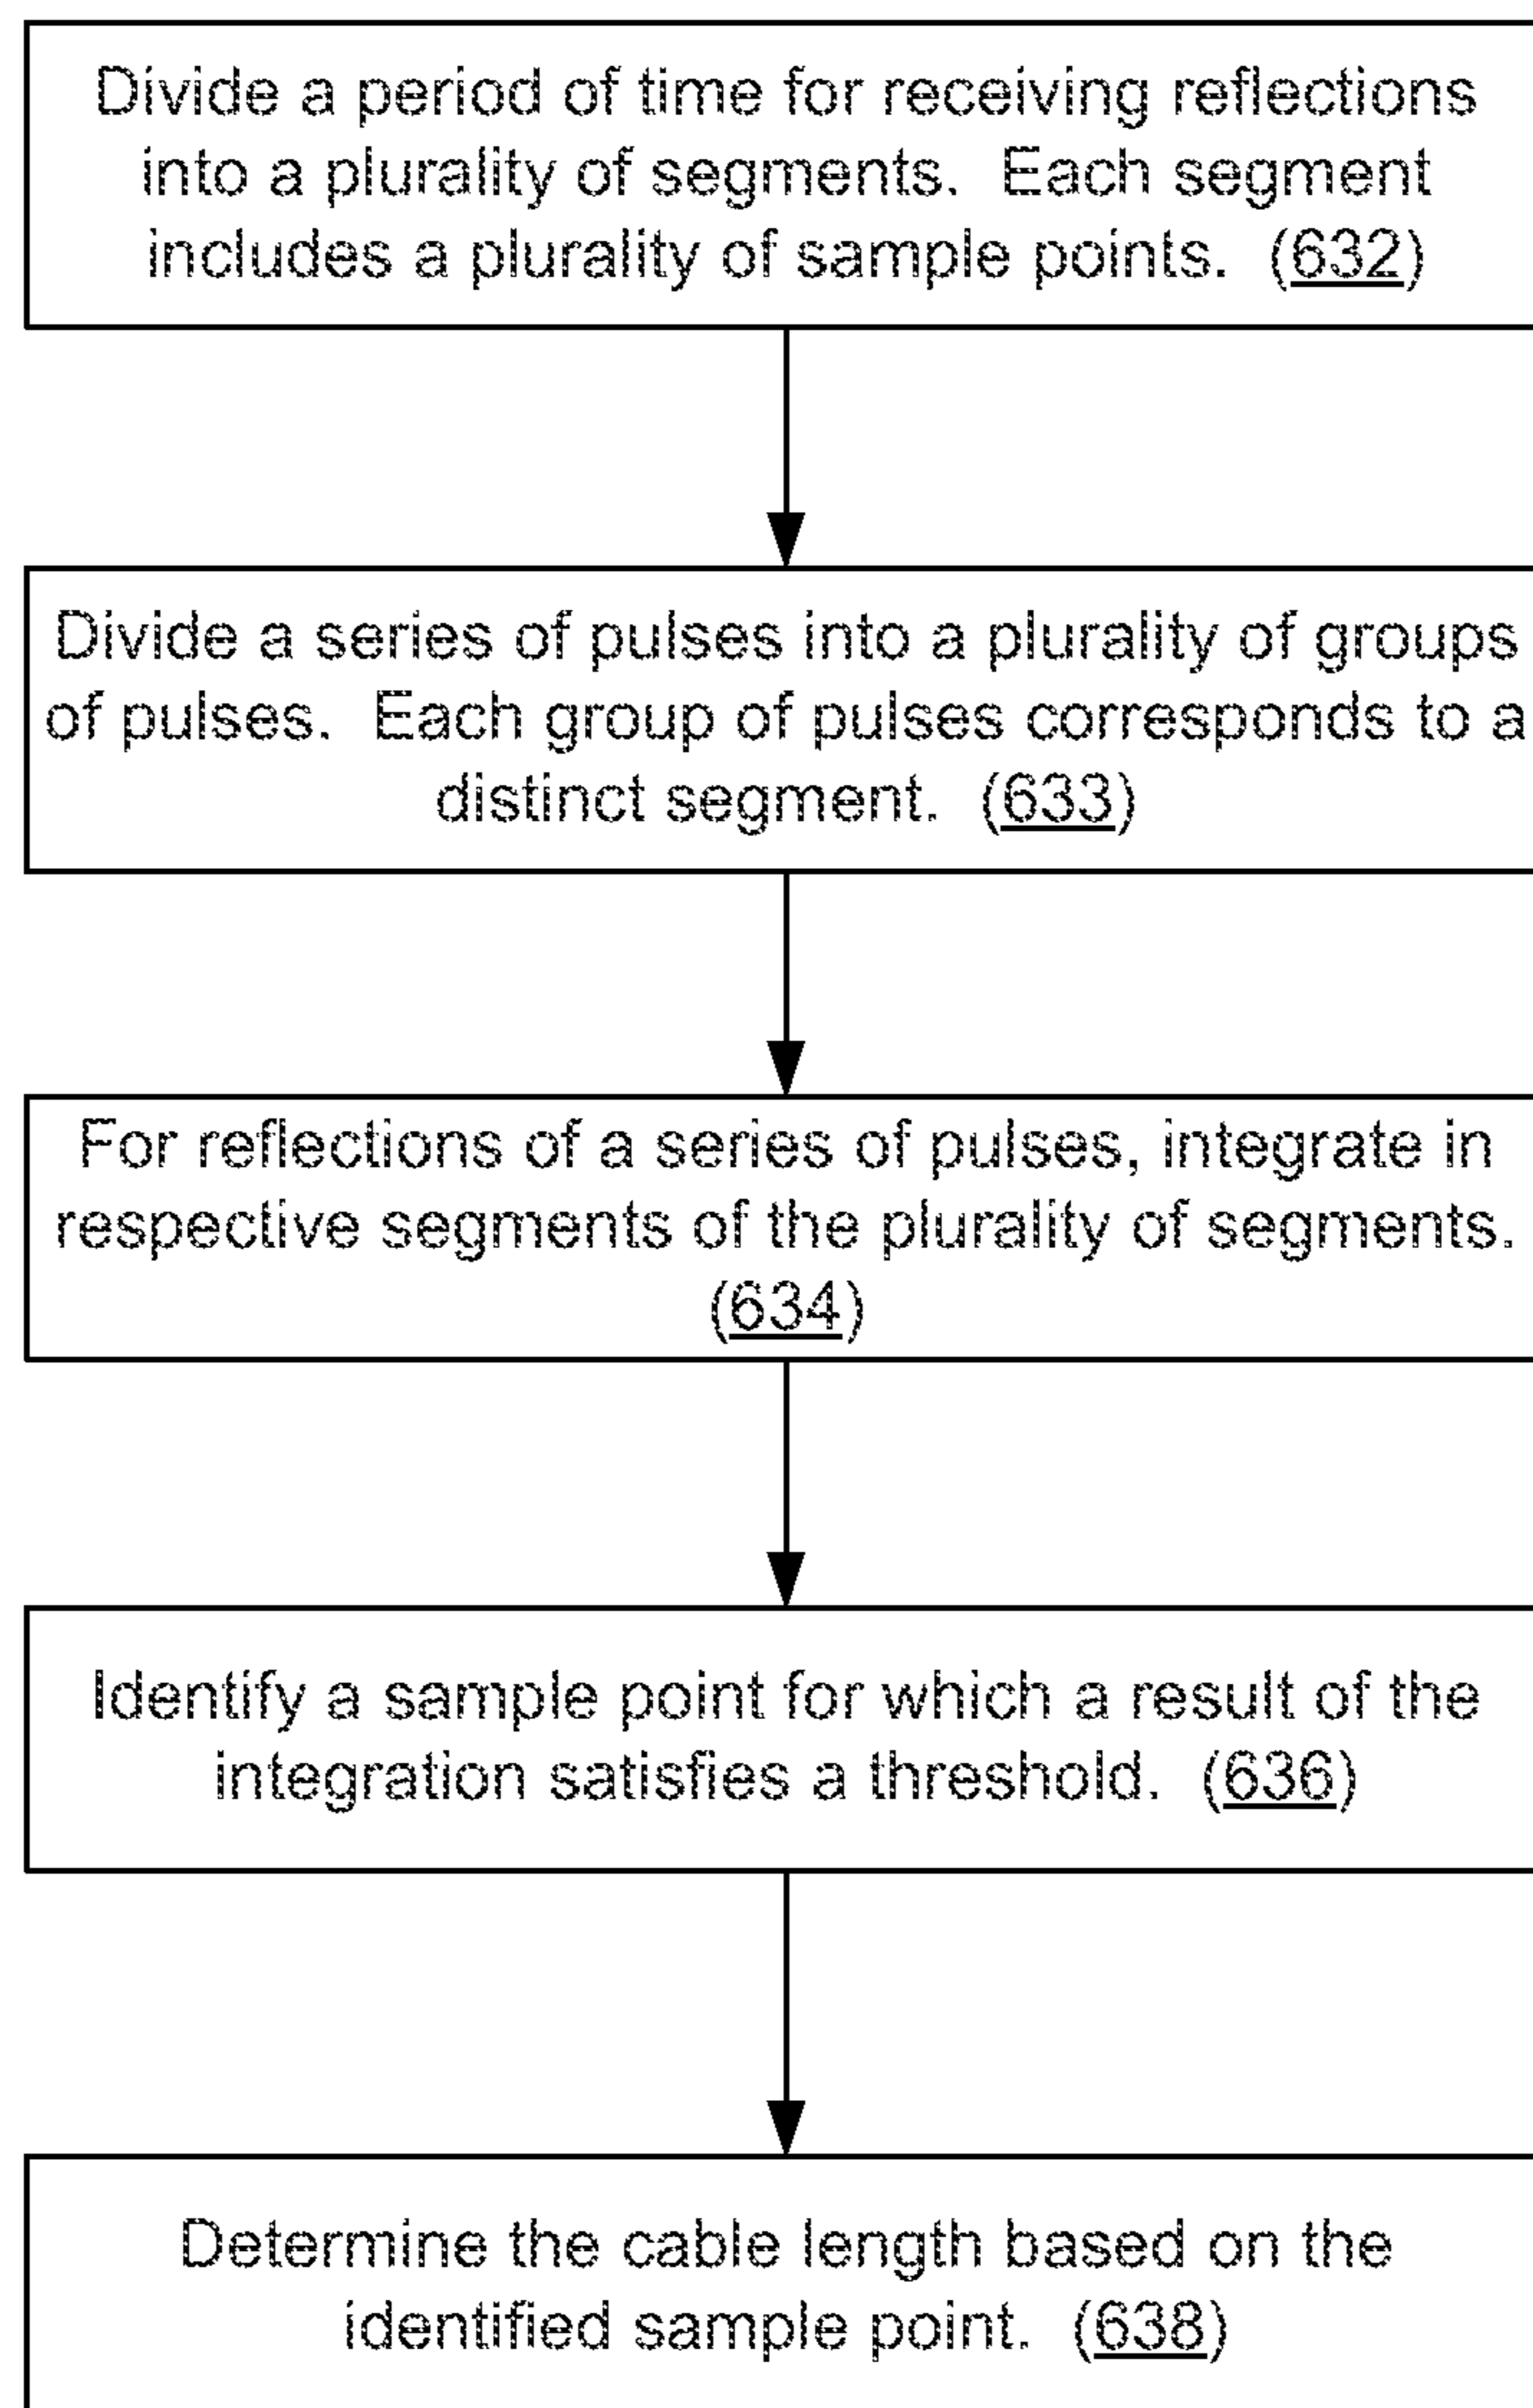 Divide a period of time for receiving reflections
into a plurality of segments.  Each segment
includes a plurality of sample points.  (632)
Divide a series of pulses into a plurality of groups
of pulses.  Each group of pulses corresponds to a
distinct segment.  (633)
For reflections of a series of pulses, integrate in
respective segments of the plurality of segments.
(634)
Identify a sample point for which a result of the
integration satisfies a threshold.  (636)
Determine the cable length based on the
identified sample point.  (638)